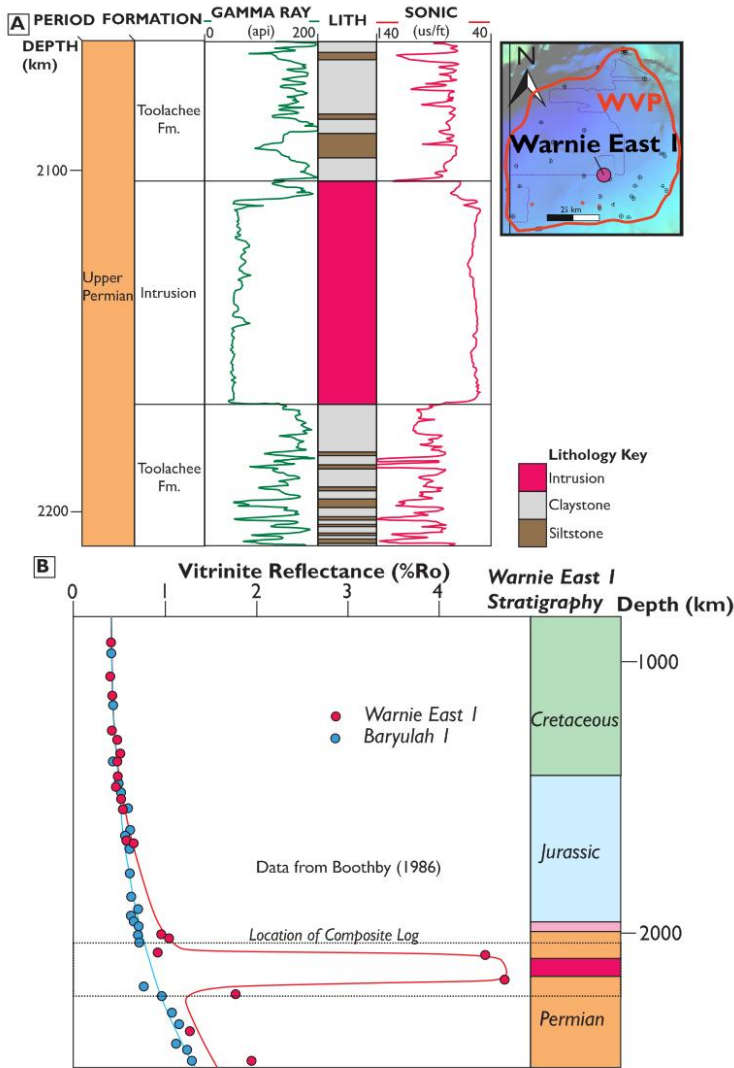 A
PERIOD FORMATION GAMMA RAY LITH SONIC
DEPTH (km)
(api)
0 200
(us/ft)
140 40
Toolachee Fm.
2100
Upper Permian
Intrusion
Toolachee Fm.
2200
N
WVP
Warnie East 1
25 km
Lithology Key
Intrusion
Claystone
Siltstone
B
Vitrinite Reflectance (%Ro)
0 1 2 3 4
Warnie East 1
Stratigraphy
Depth (km)
1000
Warnie East 1
Baryulah 1
Cretaceous
Jurassic
Data from Boothby (1986)
Location of Composite Log
2000
Permian